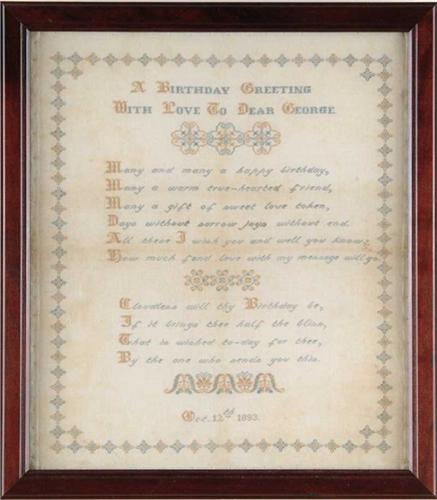 A Birthday Greeting
With Love To Dear George
Many and many a happy birthday,
Many a warm true-hearted friend,
Many a gift of sweet love token,
Days without sorrow joys without end.
All these I wish you and well you know;
How much fond love with my message will go.
Cloudless will thy Birthday be,
If it brings thee half the bliss,
That is wished to-day for thee,
By the one who sends you this.
Oct. 12th 1893.